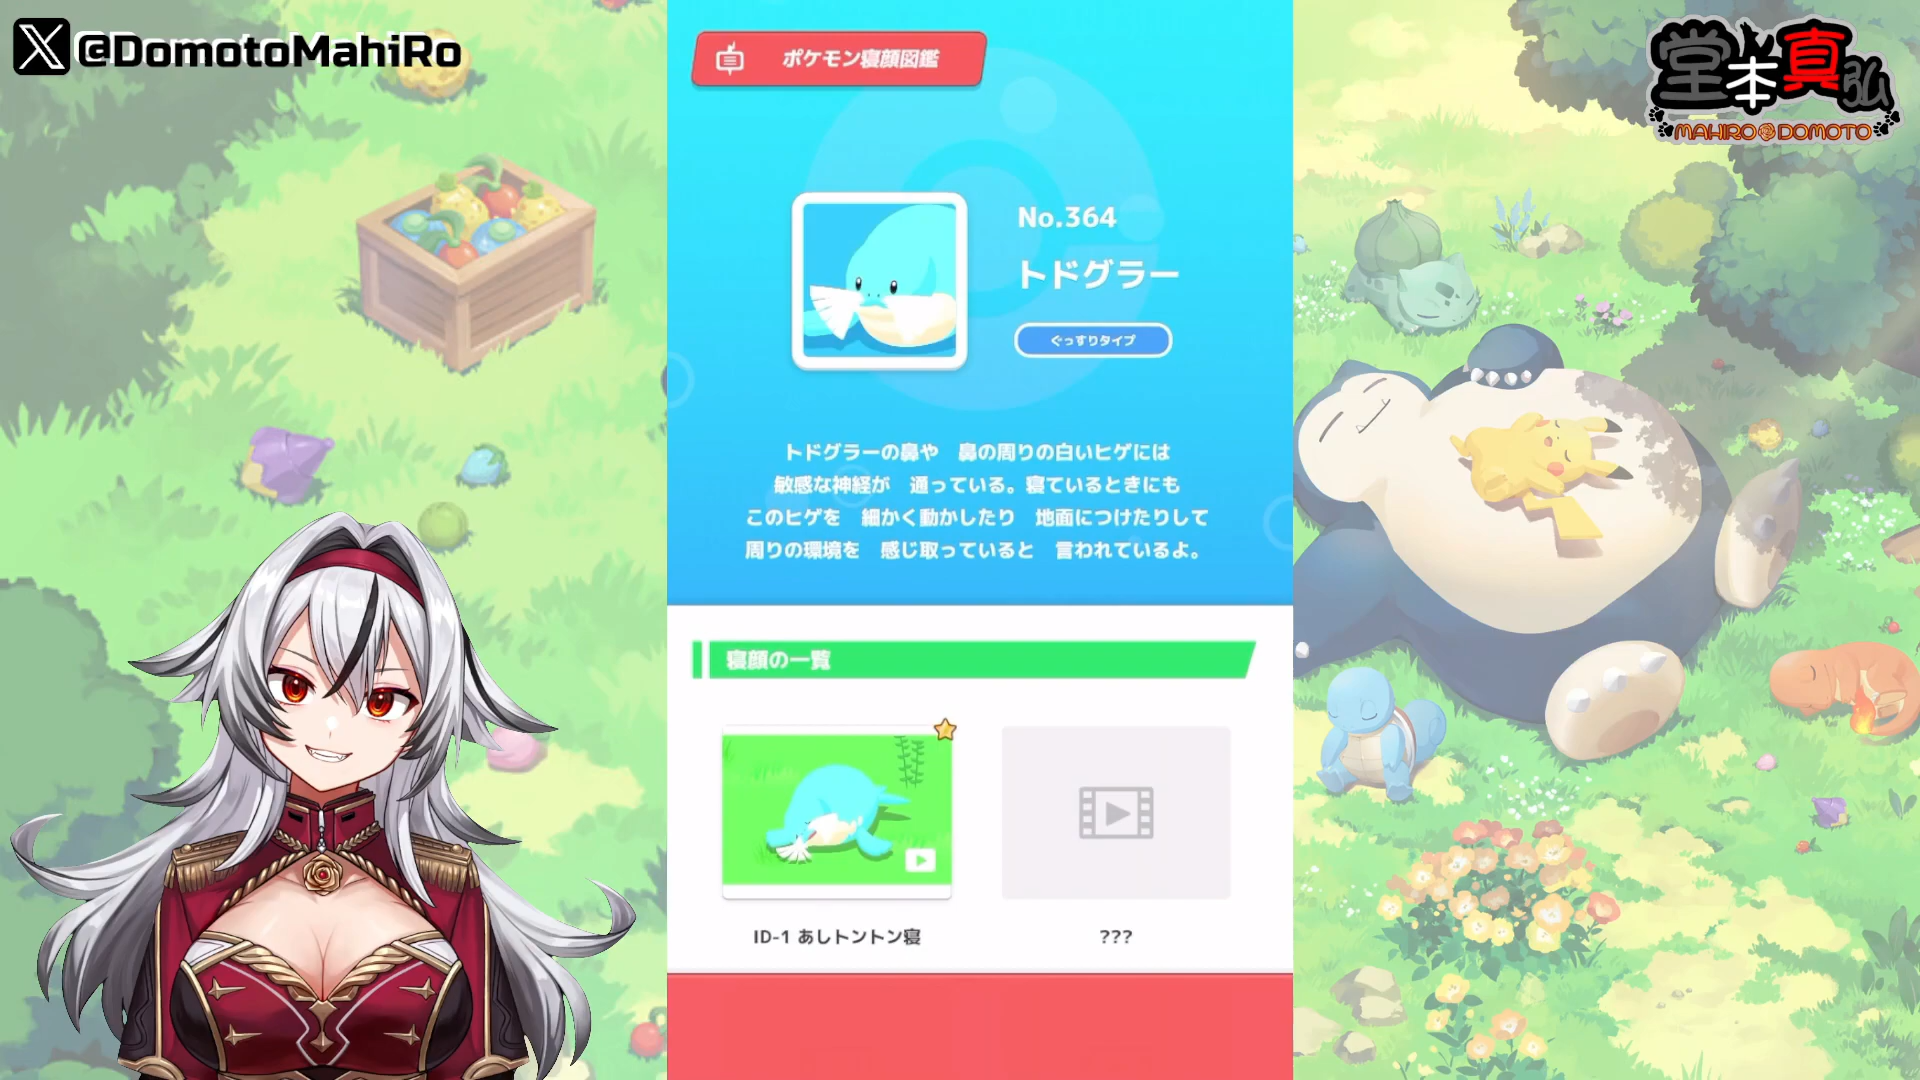 @DomotoMahiRo
堂本真弘
MAHIRO DOMOTO
ポケモン寝顔図鑑
No.364
トドグラー
ぐっすりタイプ
トドグラーの鼻や　鼻の周りの白いヒゲには
敏感な神経が　通っている。寝ているときにも
このヒゲを　細かく動かしたり　地面につけたりして
周りの環境を　感じ取っていると　言われているよ。
寝顔の一覧
ID-1 あしトントン寝
???